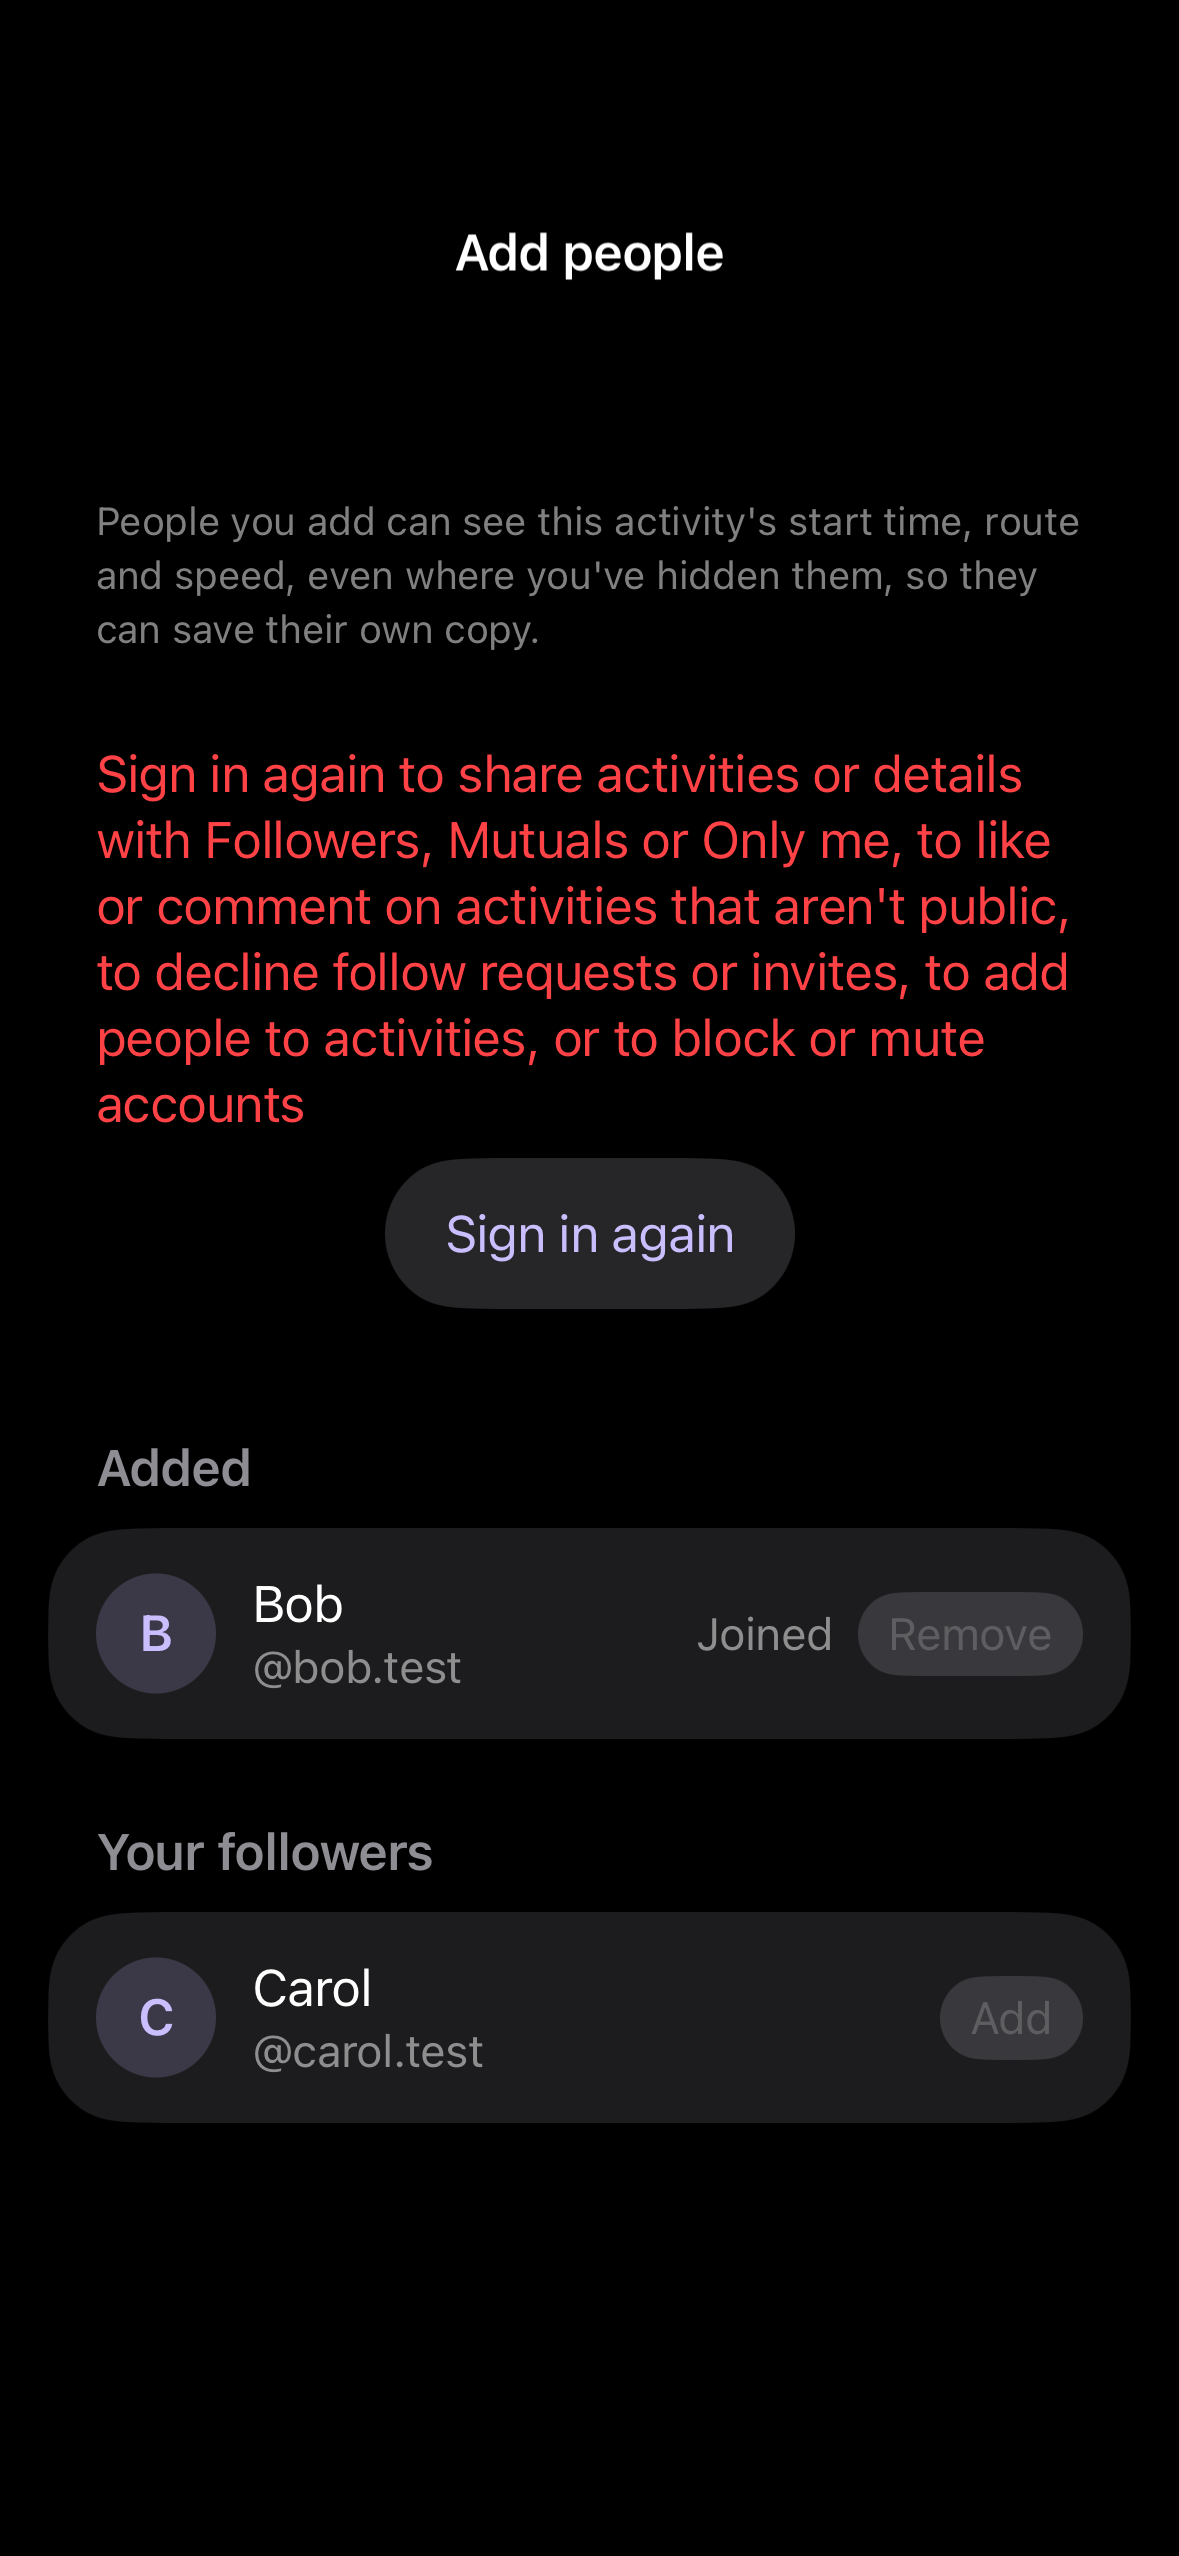 Add people
People you add can see this activity's start time, route
and speed, even where you've hidden them, so they
can save their own copy.
Sign in again to share activities or details
with Followers, Mutuals or Only me, to like
or comment on activities that aren't public,
to decline follow requests or invites, to add
people to activities, or to block or mute
accounts
Sign in again
Added
B
Bob
@bob.test
Joined
Remove
Your followers
C
Carol
@carol.test
Add